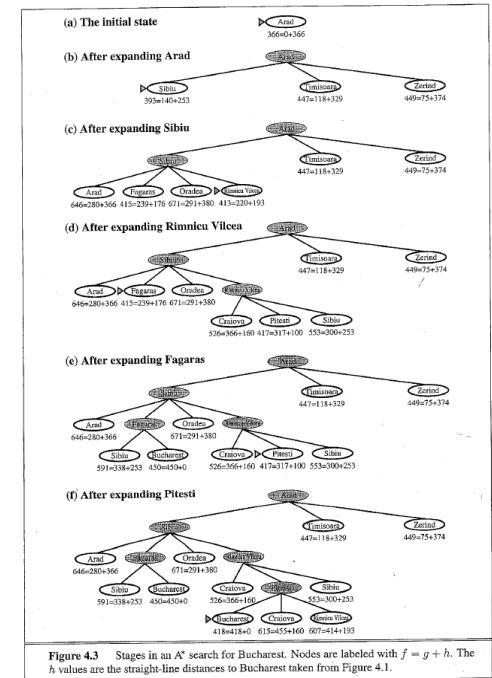 (a) The initial state
Arad
366=0+366
(b) After expanding Arad
Arad
Sibiu
Timisoara
Zerind
393=140+253
447=118+329
449=75+374
(c) After expanding Sibiu
Arad
Sibiu
Timisoara
Zerind
447=118+329
449=75+374
Arad Fagaras Oradea Rimnicu Vilcea
646=280+366 415=239+176 671=291+380 413=220+193
(d) After expanding Rimnicu Vilcea
Arad
Sibiu
Timisoara
Zerind
447=118+329
449=75+374
Arad Fagaras Oradea Rimnicu Vilcea
646=280+366 415=239+176 671=291+380
Craiova Pitesti Sibiu
526=366+160 417=317+100 553=300+253
(e) After expanding Fagaras
Arad
Sibiu
Timisoara
Zerind
447=118+329
449=75+374
Arad Fagaras Oradea Rimnicu Vilcea
646=280+366
671=291+380
Sibiu Bucharest Craiova Pitesti Sibiu
591=338+253 450=450+0 526=366+160 417=317+100 553=300+253
(f) After expanding Pitesti
Arad
Sibiu
Timisoara
Zerind
447=118+329
449=75+374
Arad Fagaras Oradea Rimnicu Vilcea
646=280+366
671=291+380
Sibiu Bucharest Craiova Pitesti Sibiu
591=338+253 450=450+0 526=366+160 553=300+253
Bucharest Craiova Rimnicu Vilcea
418=418+0 615=455+160 607=414+193
Figure 4.3 Stages in an A* search for Bucharest. Nodes are labeled with f = g + h. The
h values are the straight-line distances to Bucharest taken from Figure 4.1.